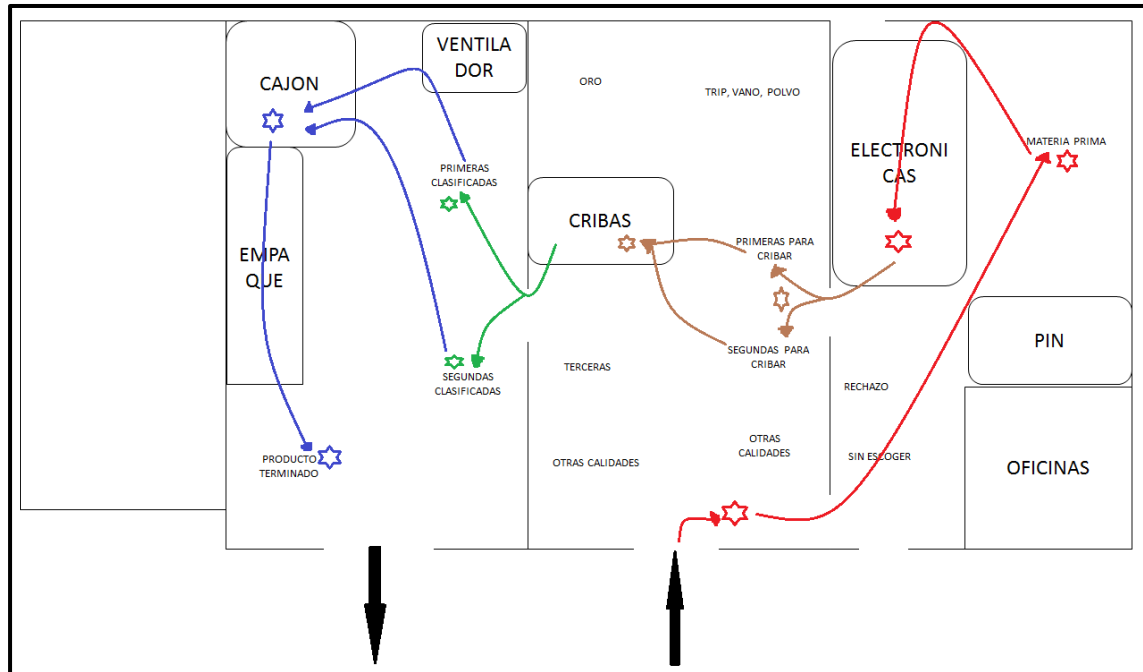 VENTILA
DOR
CAJON
ORO
TRIP, VANO, POLVO
ELECTRONI
CAS
MATERIA PRIMA
PRIMERAS
CLASIFICADAS
CRIBAS
PRIMERAS PARA
CRIBAR
EMPA
QUE
PIN
SEGUNDAS PARA
CRIBAR
TERCERAS
SEGUNDAS
CLASIFICADAS
RECHAZO
OTRAS
CALIDADES
PRODUCTO
TERMINADO
OTRAS CALIDADES
SIN ESCOGER
OFICINAS